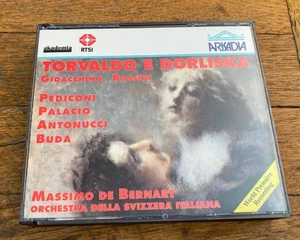 akademia
RTSI
ARKADIA
TORVALDO E DORLISKA
GIOACCHINO ROSSINI
PEDICONI
PALACIO
ANTONUCCI
BUDA
MASSIMO DE BERNART
ORCHESTRA DELLA SVIZZERA ITALIANA
World Premiere
Recording